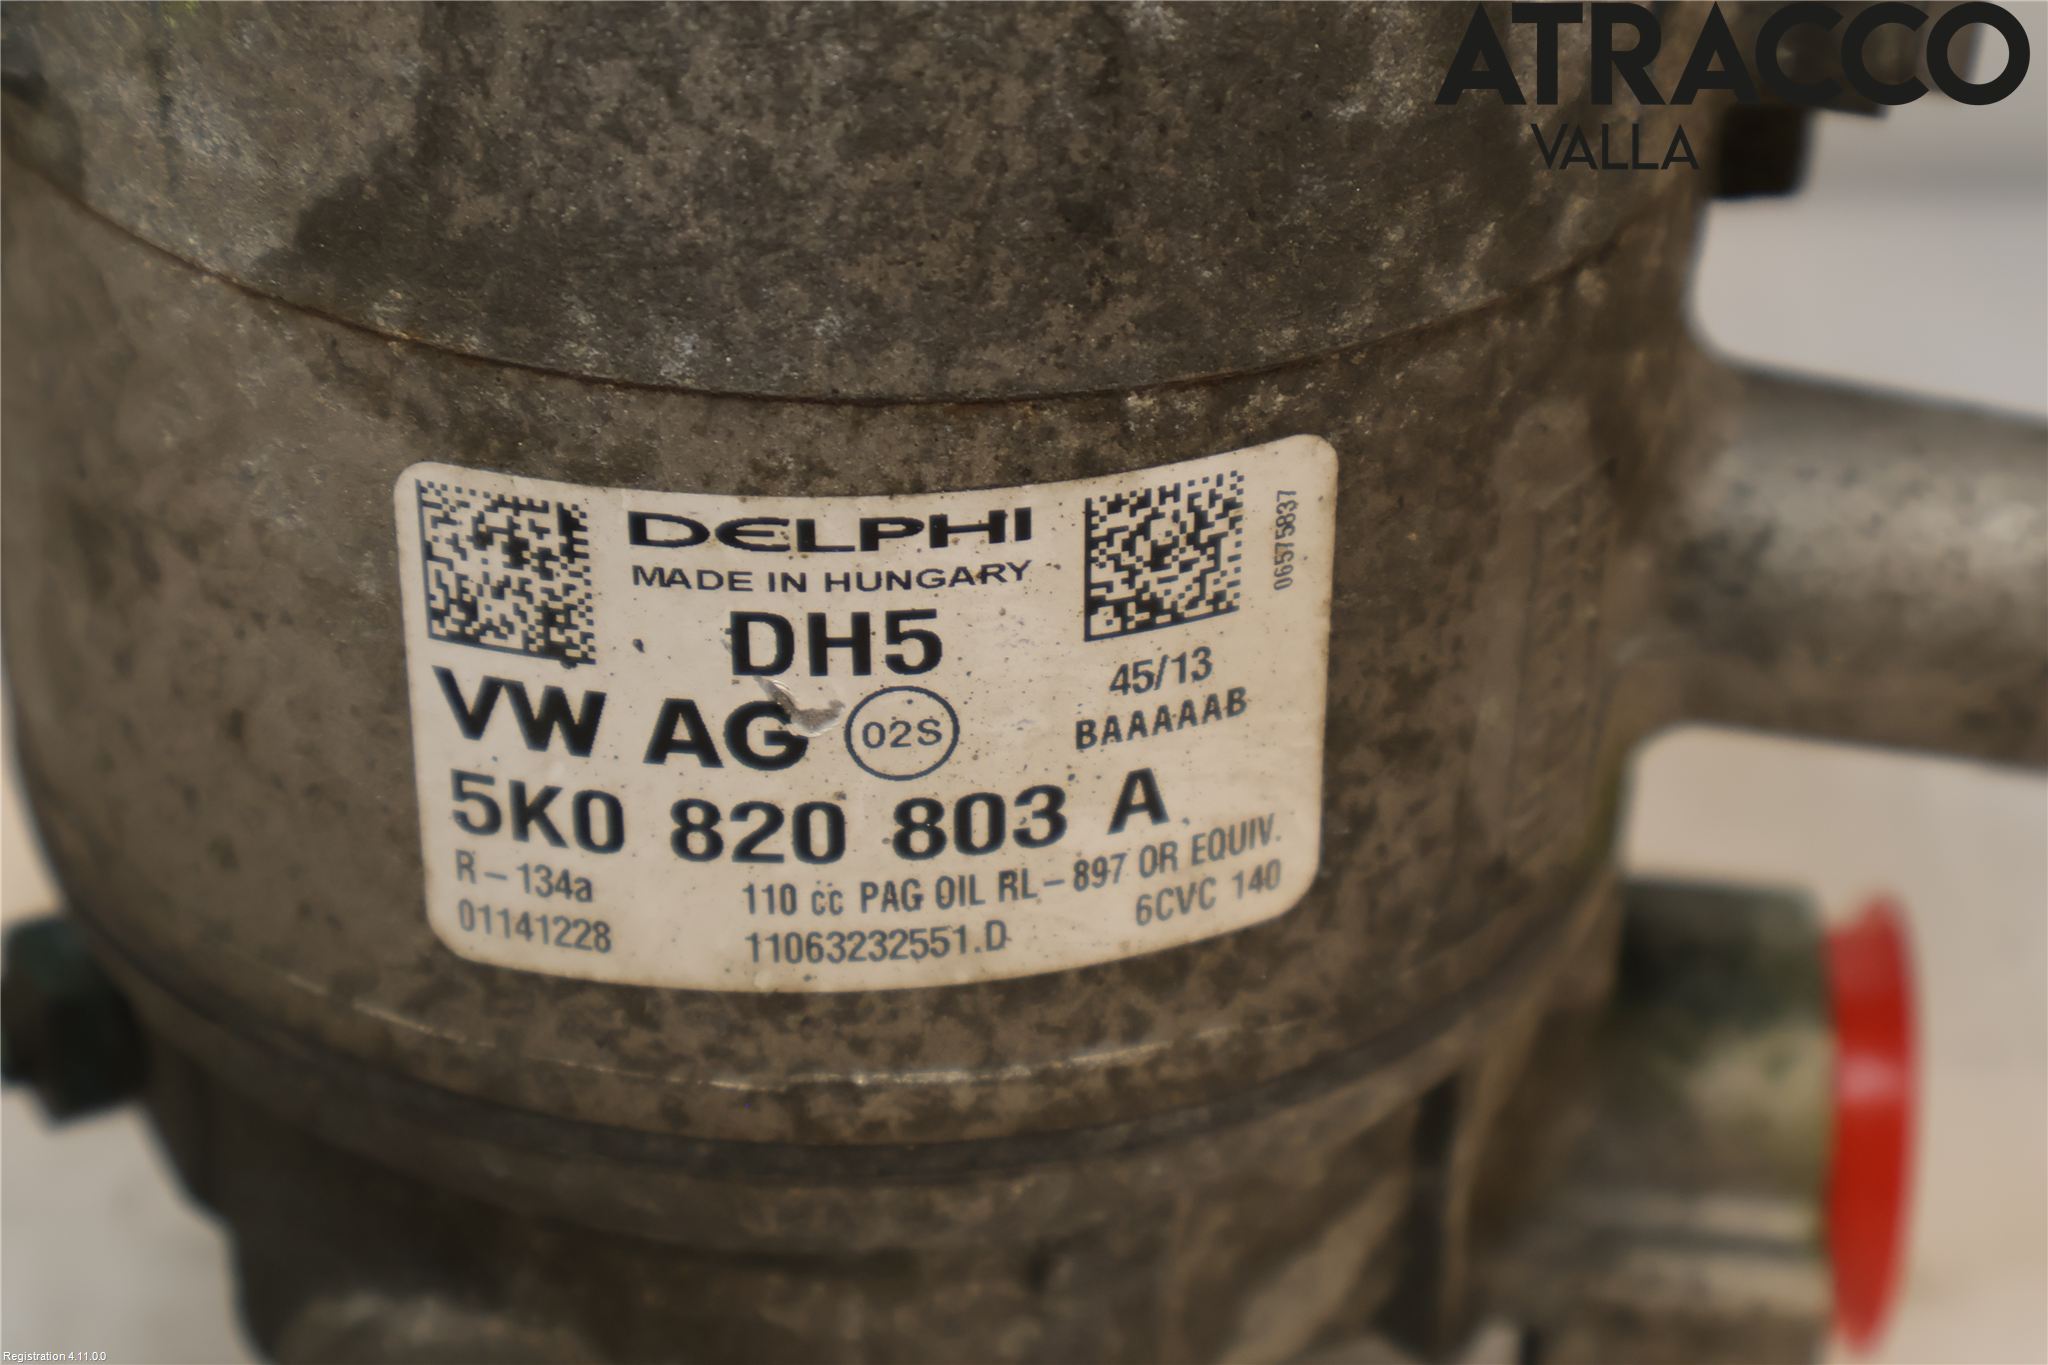 ATRACCO
VALLA
DELPHI
MADE IN HUNGARY
06575837
DH5
45/13
VW AG 02S
BAAAAAB
5K0 820 803 A
R-134a
110 cc PAG OIL RL-897 OR EQUIV.
01141228
11063232551.D
6CVC 140
Registration 4.11.0.0